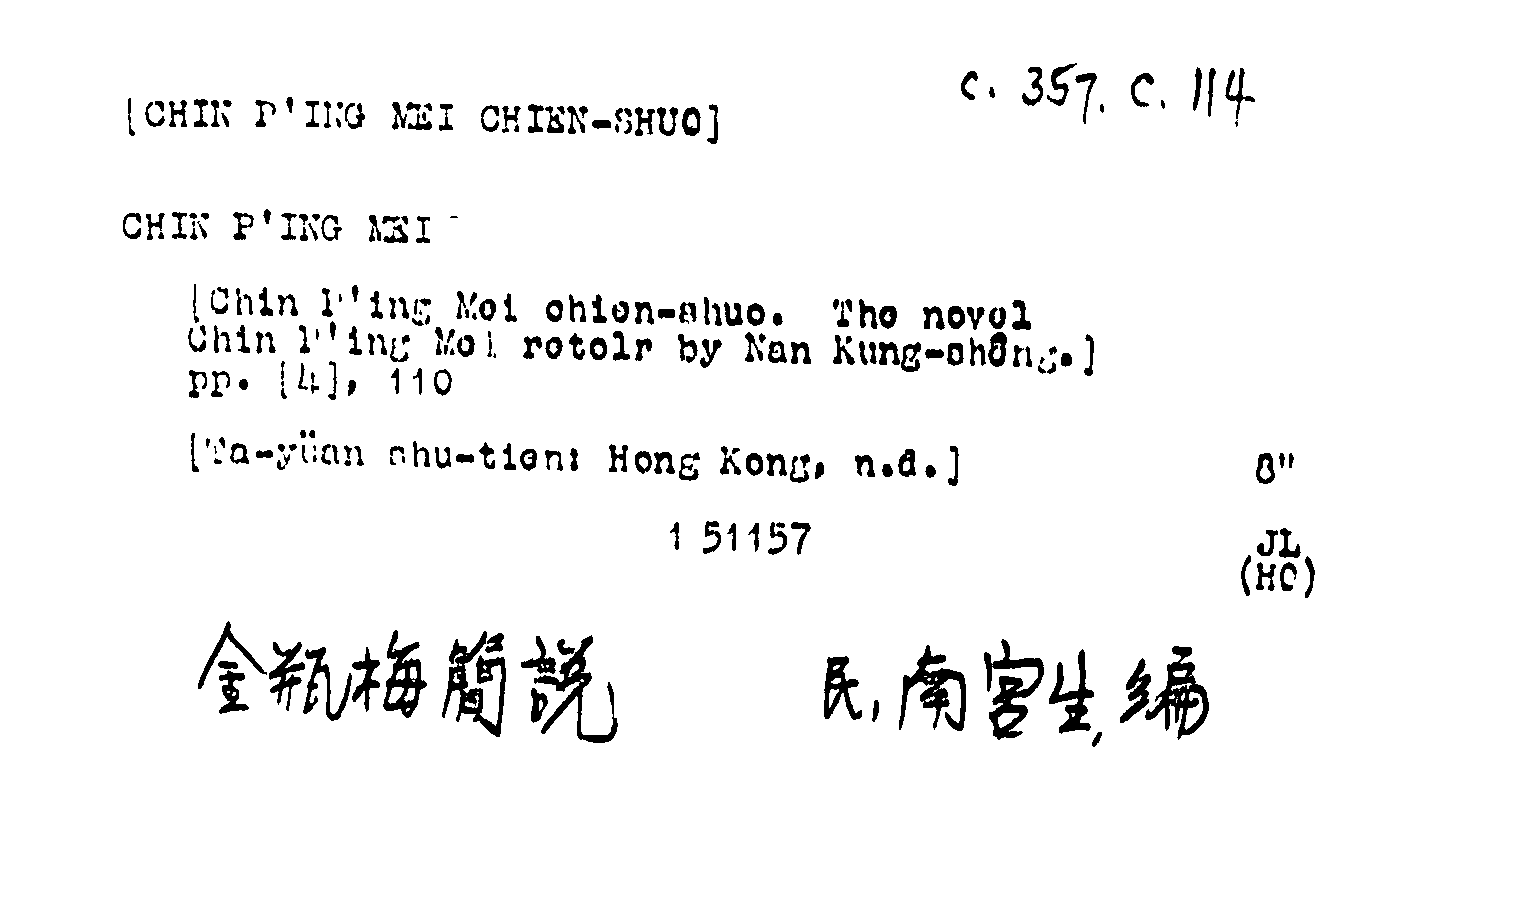 c. 357. c. 114
[CHIN P'ING MEI CHIEN-SHUO]
CHIN P'ING MEI
[Chin P'ing Mei chien-shuo. The novel
Chin P'ing Mei retolr by Nan Kung-shêng.]
pp. [4], 110
[Ta-yüan shu-tien: Hong Kong, n.d.] 8"
1 51157
JL
(HO)
金瓶梅簡說 民,南宮生,編